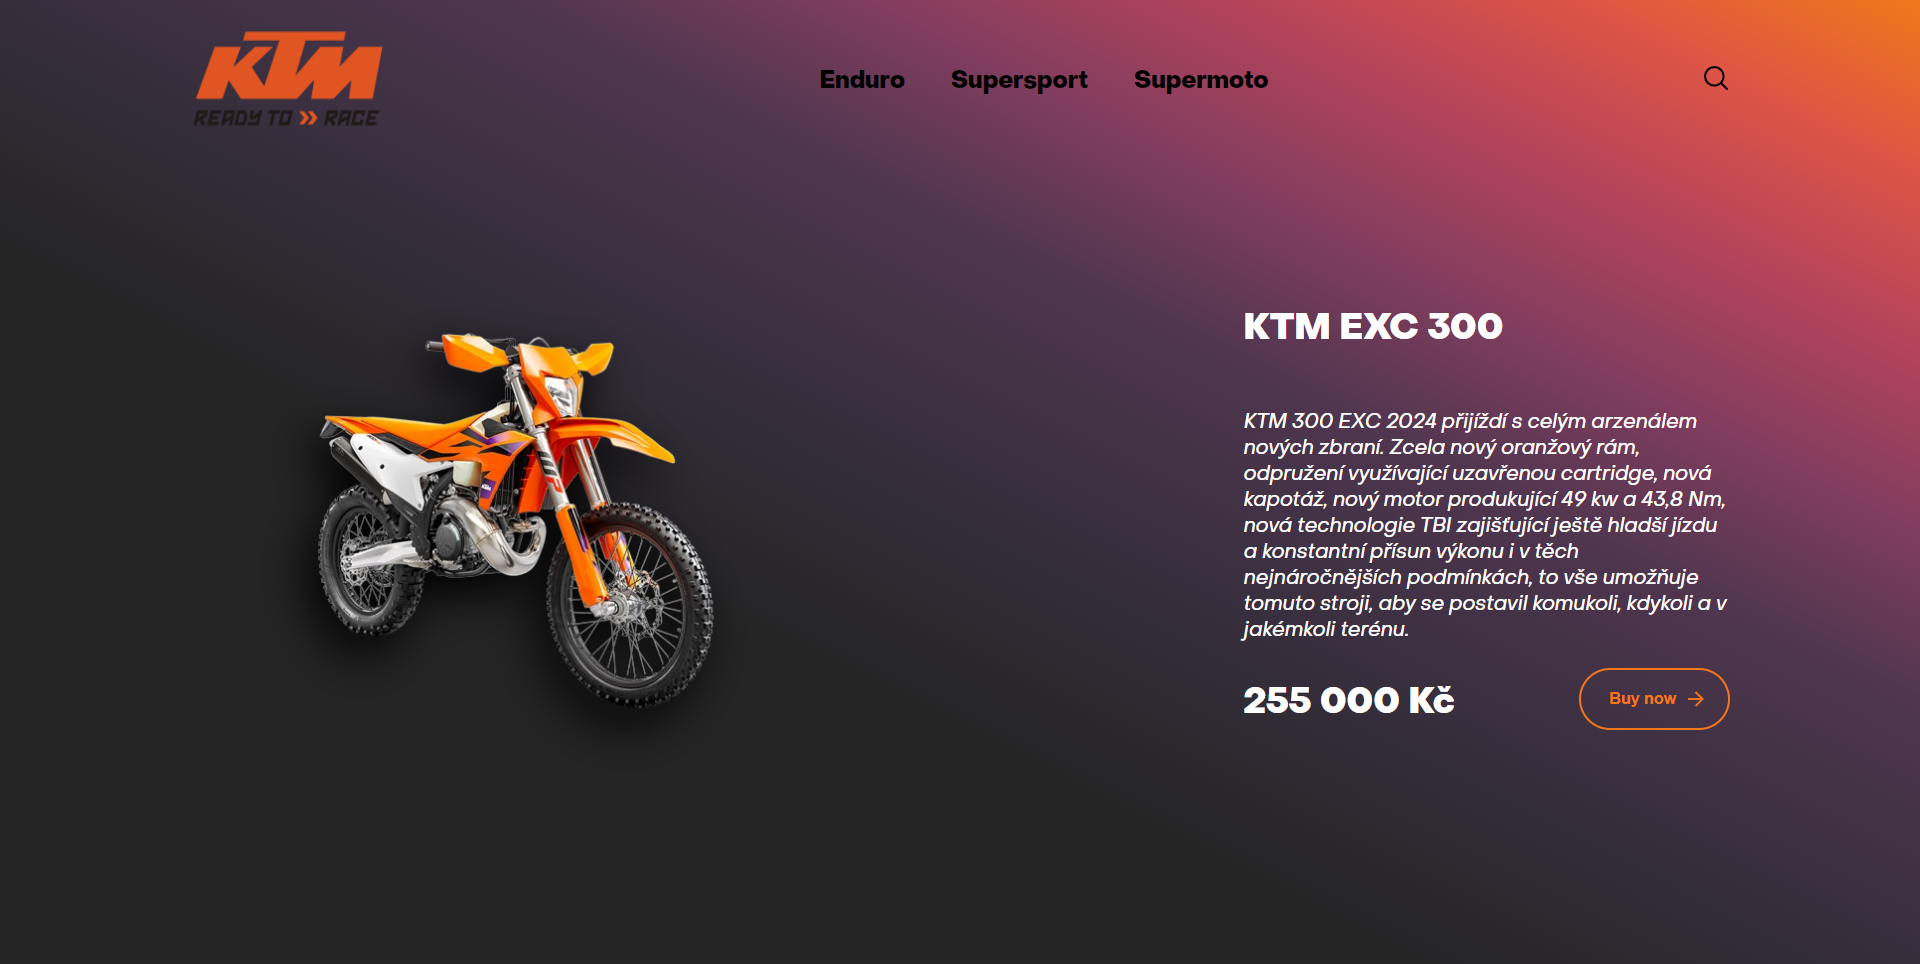 KTM
READY TO RACE
Enduro Supersport Supermoto
KTM EXC 300
KTM 300 EXC 2024 přijíždí s celým arzenálem
nových zbraní. Zcela nový oranžový rám,
odpružení využívající uzavřenou cartridge, nová
kapotáž, nový motor produkující 49 kw a 43,8 Nm,
nová technologie TBI zajišťující ještě hladší jízdu
a konstantní přísun výkonu i v těch
nejnáročnějších podmínkách, to vše umožňuje
tomuto stroji, aby se postavil komukoli, kdykoli a v
jakémkoli terénu.
255 000 Kč
Buy now